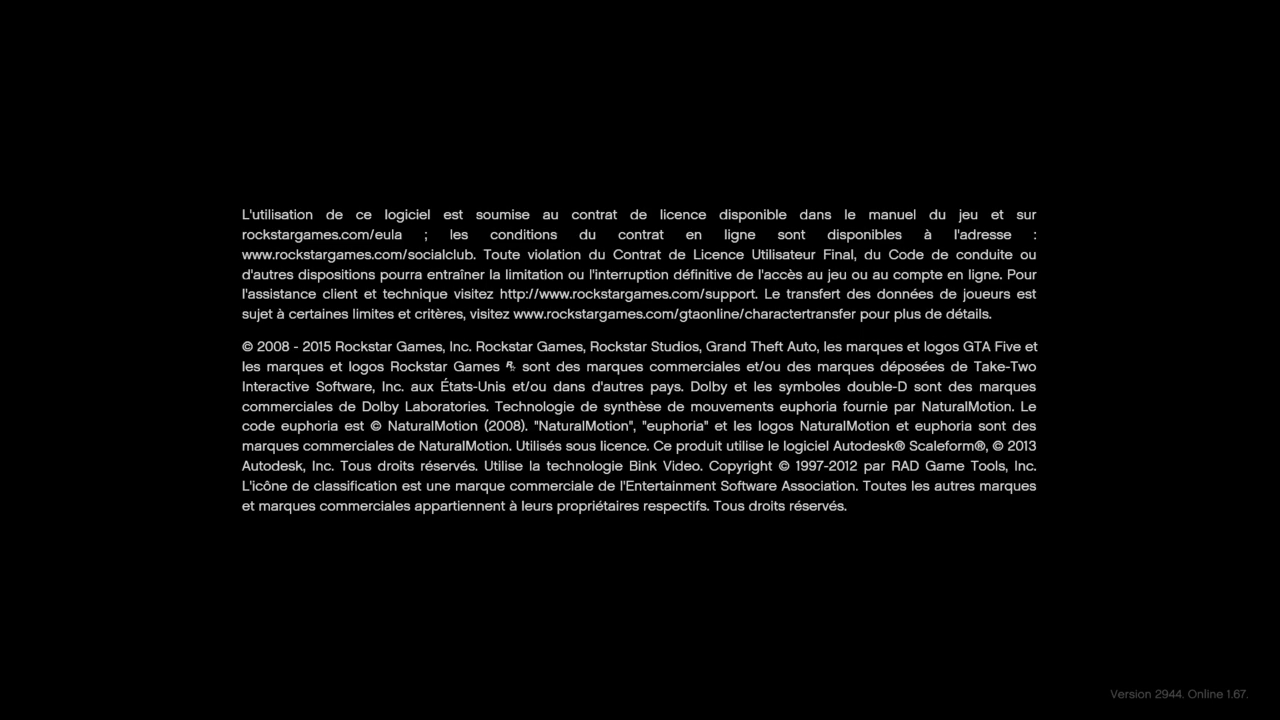 L'utilisation de ce logiciel est soumise au contrat de licence disponible dans le manuel du jeu et sur
rockstargames.com/eula ; les conditions du contrat en ligne sont disponibles à l'adresse :
www.rockstargames.com/socialclub. Toute violation du Contrat de Licence Utilisateur Final, du Code de conduite ou
d'autres dispositions pourra entraîner la limitation ou l'interruption définitive de l'accès au jeu ou au compte en ligne. Pour
l'assistance client et technique visitez http://www.rockstargames.com/support. Le transfert des données de joueurs est
sujet à certaines limites et critères, visitez www.rockstargames.com/gtaonline/charactertransfer pour plus de détails.
© 2008 - 2015 Rockstar Games, Inc. Rockstar Games, Rockstar Studios, Grand Theft Auto, les marques et logos GTA Five et
les marques et logos Rockstar Games R* sont des marques commerciales et/ou des marques déposées de Take-Two
Interactive Software, Inc. aux États-Unis et/ou dans d'autres pays. Dolby et les symboles double-D sont des marques
commerciales de Dolby Laboratories. Technologie de synthèse de mouvements euphoria fournie par NaturalMotion. Le
code euphoria est © NaturalMotion (2008). "NaturalMotion", "euphoria" et les logos NaturalMotion et euphoria sont des
marques commerciales de NaturalMotion. Utilisés sous licence. Ce produit utilise le logiciel Autodesk® Scaleform®, © 2013
Autodesk, Inc. Tous droits réservés. Utilise la technologie Bink Video. Copyright © 1997-2012 par RAD Game Tools, Inc.
L'icône de classification est une marque commerciale de l'Entertainment Software Association. Toutes les autres marques
et marques commerciales appartiennent à leurs propriétaires respectifs. Tous droits réservés.
Version 2944. Online 1.67.